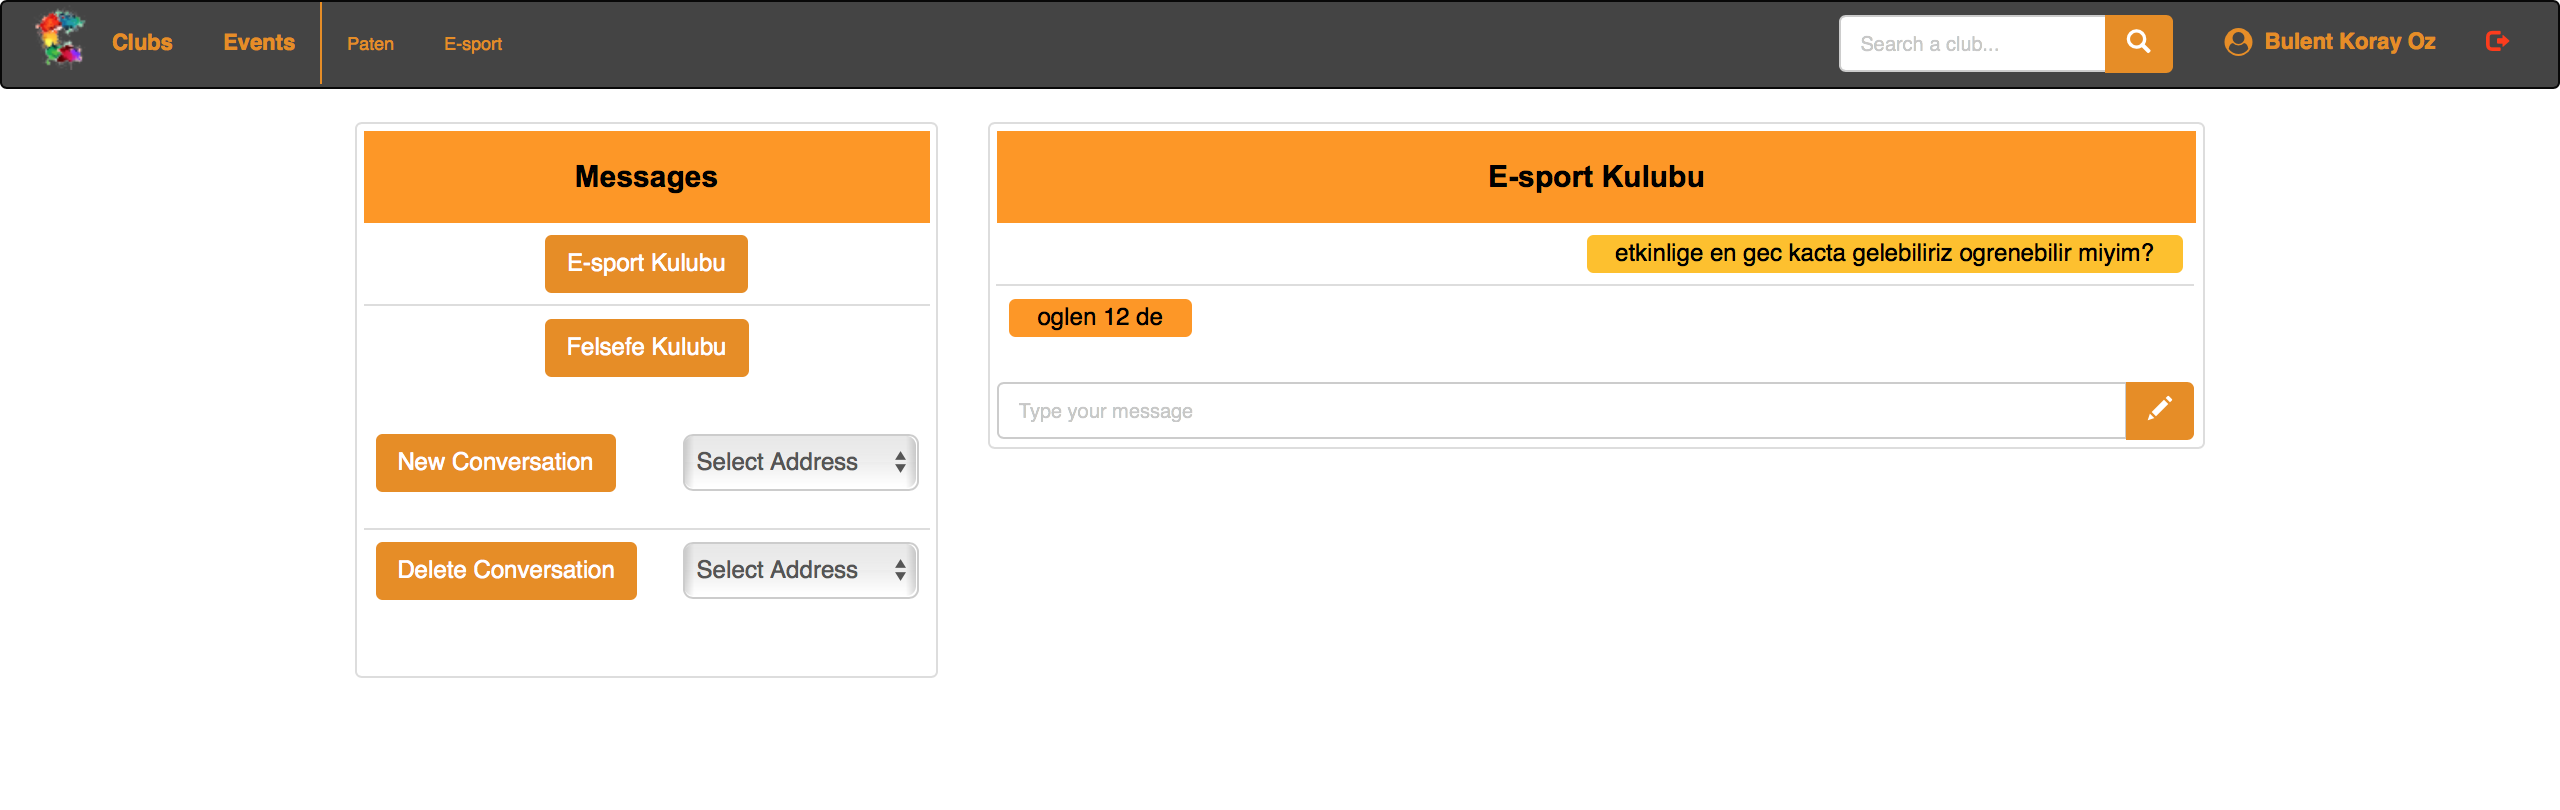 Clubs
Events
Paten
E-sport
Search a club...
Bulent Koray Oz
Messages
E-sport Kulubu
Felsefe Kulubu
New Conversation
Select Address
Delete Conversation
Select Address
E-sport Kulubu
etkinlige en gec kacta gelebiliriz ogrenebilir miyim?
oglen 12 de
Type your message